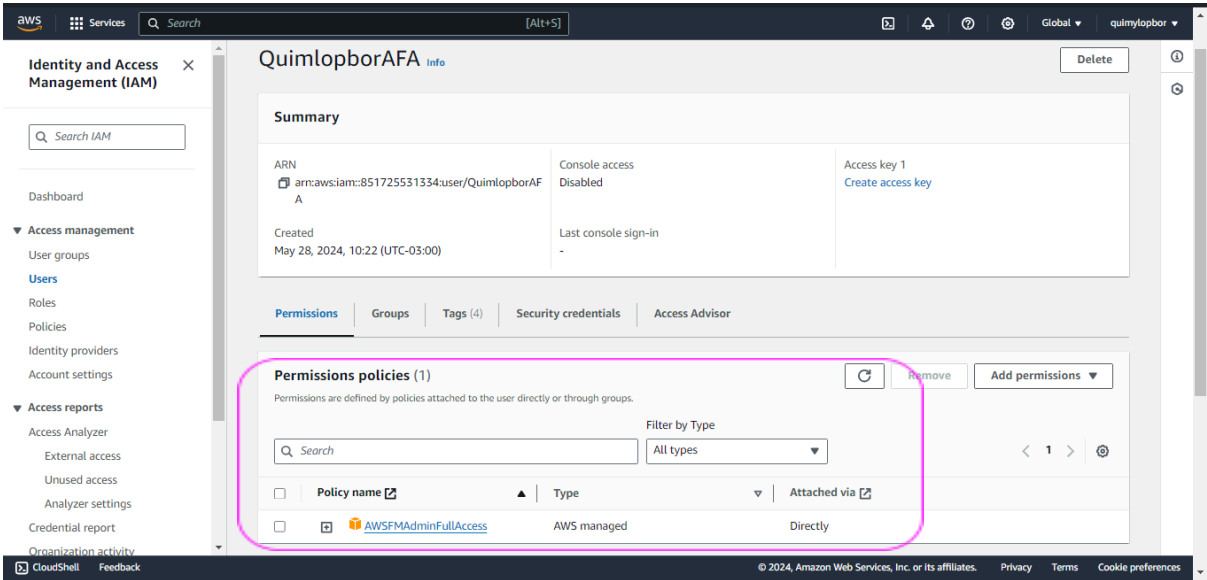 aws
Services
Search [Alt+S]
Global
quimylopbor
Identity and Access
Management (IAM)
Search IAM
Dashboard
Access management
User groups
Users
Roles
Policies
Identity providers
Account settings
Access reports
Access Analyzer
External access
Unused access
Analyzer settings
Credential report
Organization activity
QuimlopborAFA Info
Delete
Summary
ARN
arn:aws:iam::851725531334:user/QuimlopborAF
A
Created
May 28, 2024, 10:22 (UTC-03:00)
Console access
Disabled
Last console sign-in
-
Access key 1
Create access key
Permissions Groups Tags (4) Security credentials Access Advisor
Permissions policies (1)
Remove
Add permissions
Permissions are defined by policies attached to the user directly or through groups.
Filter by Type
Search
All types
1
Policy name Type Attached via
AWSFMAdminFullAccess AWS managed Directly
CloudShell Feedback
© 2024, Amazon Web Services, Inc. or its affiliates. Privacy Terms Cookie preferences